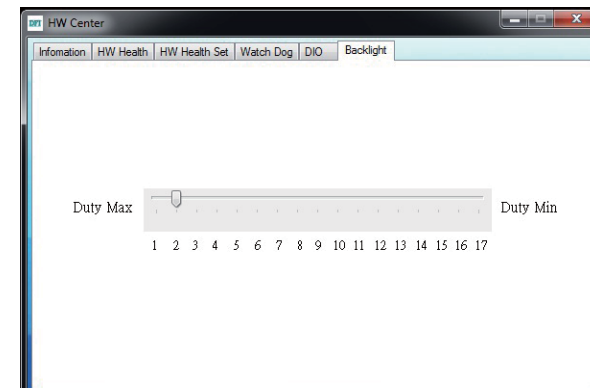 DFI HW Center
Infomation HW Health HW Health Set Watch Dog DIO Backlight
Duty Max Duty Min
1 2 3 4 5 6 7 8 9 10 11 12 13 14 15 16 17